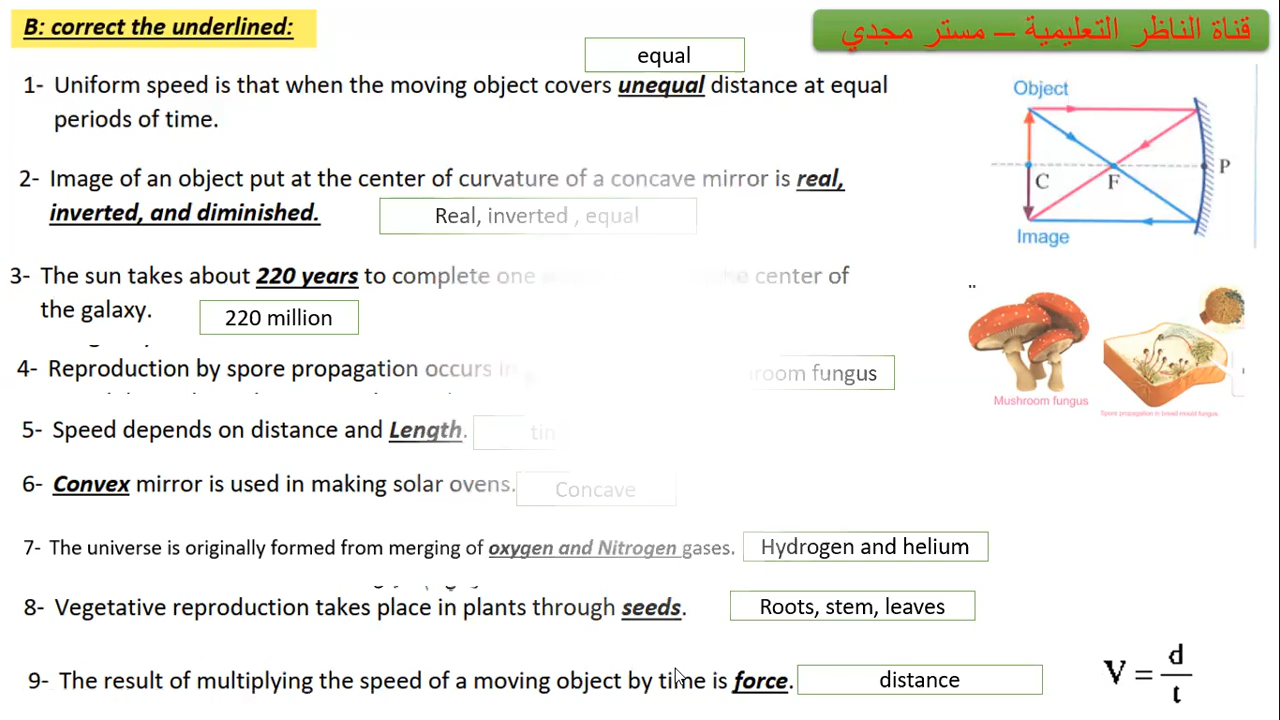 B: correct the underlined:
قناة الناظر التعليمية – مستر مجدي
equal
1- Uniform speed is that when the moving object covers unequal distance at equal
periods of time.
2- Image of an object put at the center of curvature of a concave mirror is real,
inverted, and diminished.
Real, inverted , equal
Object
C
F
P
Image
3- The sun takes about 220 years to complete one
center of
the galaxy.
220 million
4- Reproduction by spore propagation occurs in
fungus
Mushroom fungus
Spore propagation in bread mould fungus.
5- Speed depends on distance and Length.
6- Convex mirror is used in making solar ovens.
Concave
7- The universe is originally formed from merging of oxygen and Nitrogen gases.
Hydrogen and helium
8- Vegetative reproduction takes place in plants through seeds.
Roots, stem, leaves
9- The result of multiplying the speed of a moving object by time is force.
distance
V = d
t